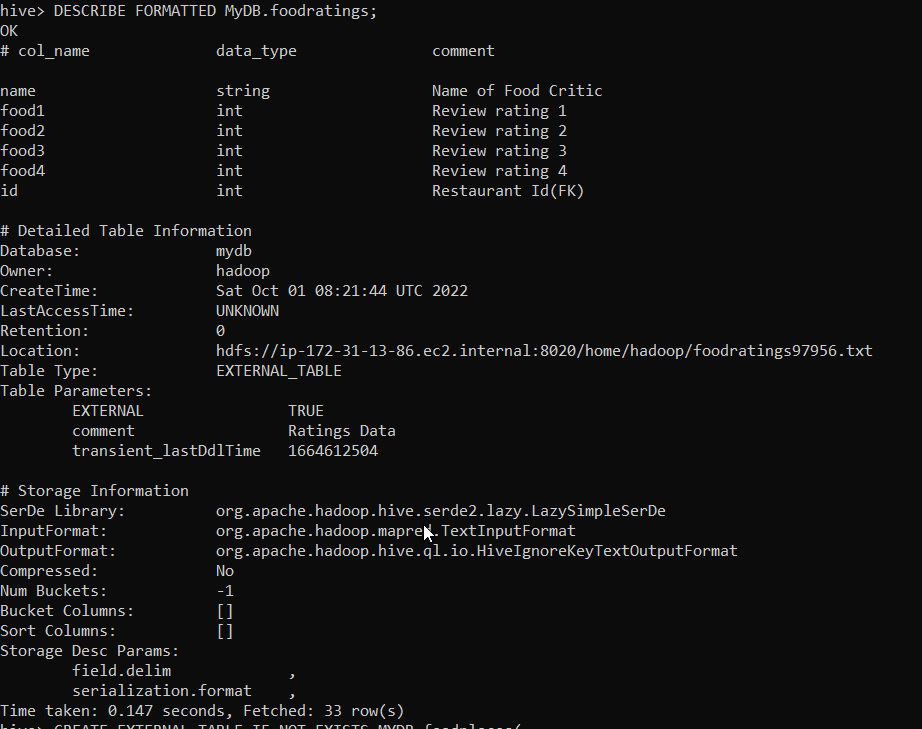 hive> DESCRIBE FORMATTED MyDB.foodratings;
OK
# col_name data_type comment
name string Name of Food Critic
food1 int Review rating 1
food2 int Review rating 2
food3 int Review rating 3
food4 int Review rating 4
id int Restaurant Id(FK)
# Detailed Table Information
Database: mydb
Owner: hadoop
CreateTime: Sat Oct 01 08:21:44 UTC 2022
LastAccessTime: UNKNOWN
Retention: 0
Location: hdfs://ip-172-31-13-86.ec2.internal:8020/home/hadoop/foodratings97956.txt
Table Type: EXTERNAL_TABLE
Table Parameters:
EXTERNAL TRUE
comment Ratings Data
transient_lastDdlTime 1664612504
# Storage Information
SerDe Library: org.apache.hadoop.hive.serde2.lazy.LazySimpleSerDe
InputFormat: org.apache.hadoop.mapred.TextInputFormat
OutputFormat: org.apache.hadoop.hive.ql.io.HiveIgnoreKeyTextOutputFormat
Compressed: No
Num Buckets: -1
Bucket Columns: []
Sort Columns: []
Storage Desc Params:
field.delim ,
serialization.format ,
Time taken: 0.147 seconds, Fetched: 33 row(s)
hive> CREATE EXTERNAL TABLE IF NOT EXISTS MYDB.foodplaces(